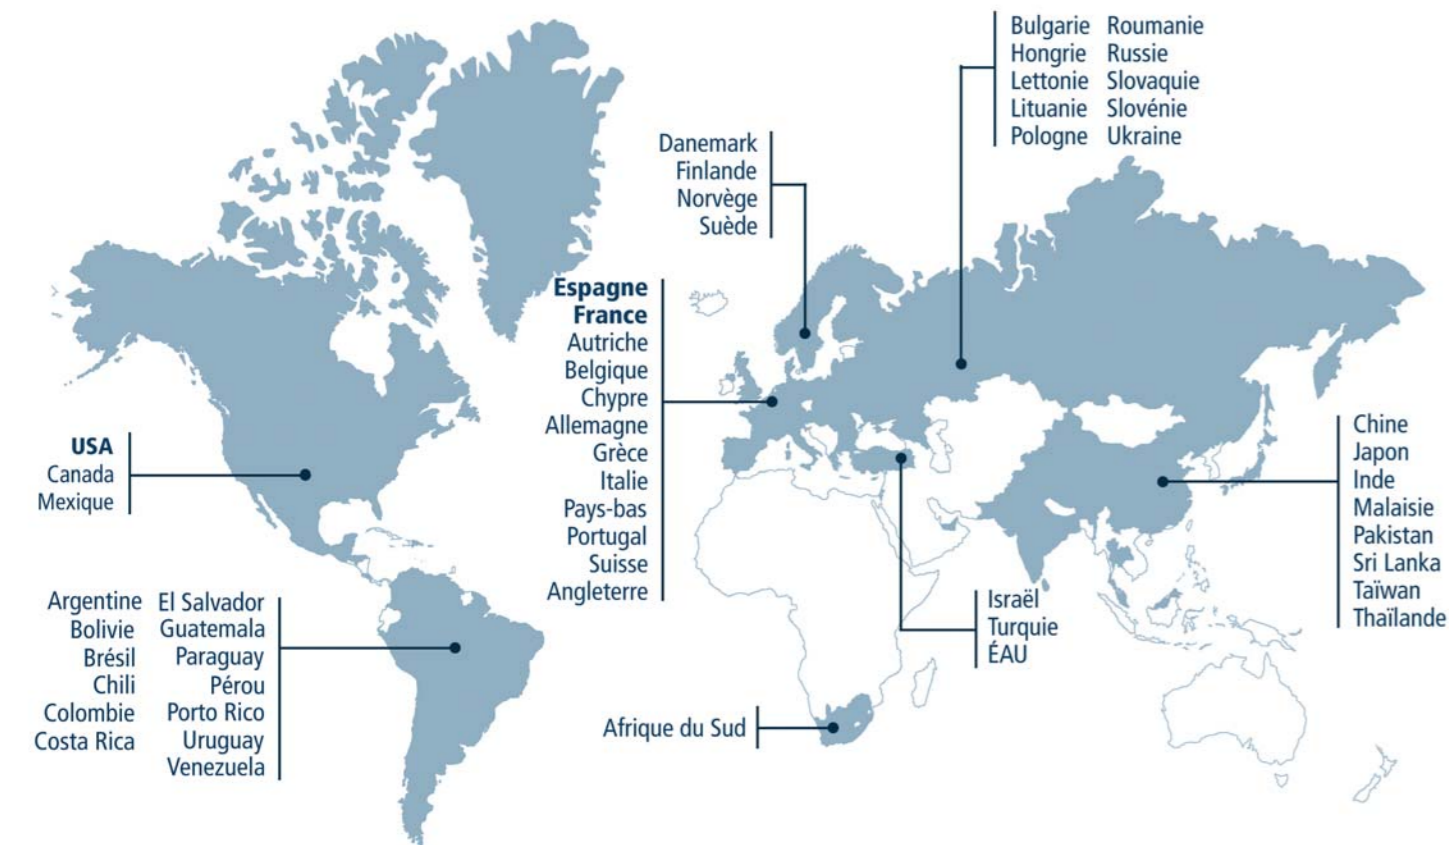 Bulgarie Roumanie
Hongrie Russie
Lettonie Slovaquie
Lituanie Slovénie
Pologne Ukraine
Danemark
Finlande
Norvège
Suède
Espagne
France
Autriche
Belgique
Chypre
Allemagne
Grèce
Italie
Pays-bas
Portugal
Suisse
Angleterre
USA
Canada
Mexique
Chine
Japon
Inde
Malaisie
Pakistan
Sri Lanka
Taïwan
Thaïlande
Argentine El Salvador
Bolivie Guatemala
Brésil Paraguay
Chili Pérou
Colombie Porto Rico
Costa Rica Uruguay
Venezuela
Israël
Turquie
ÉAU
Afrique du Sud